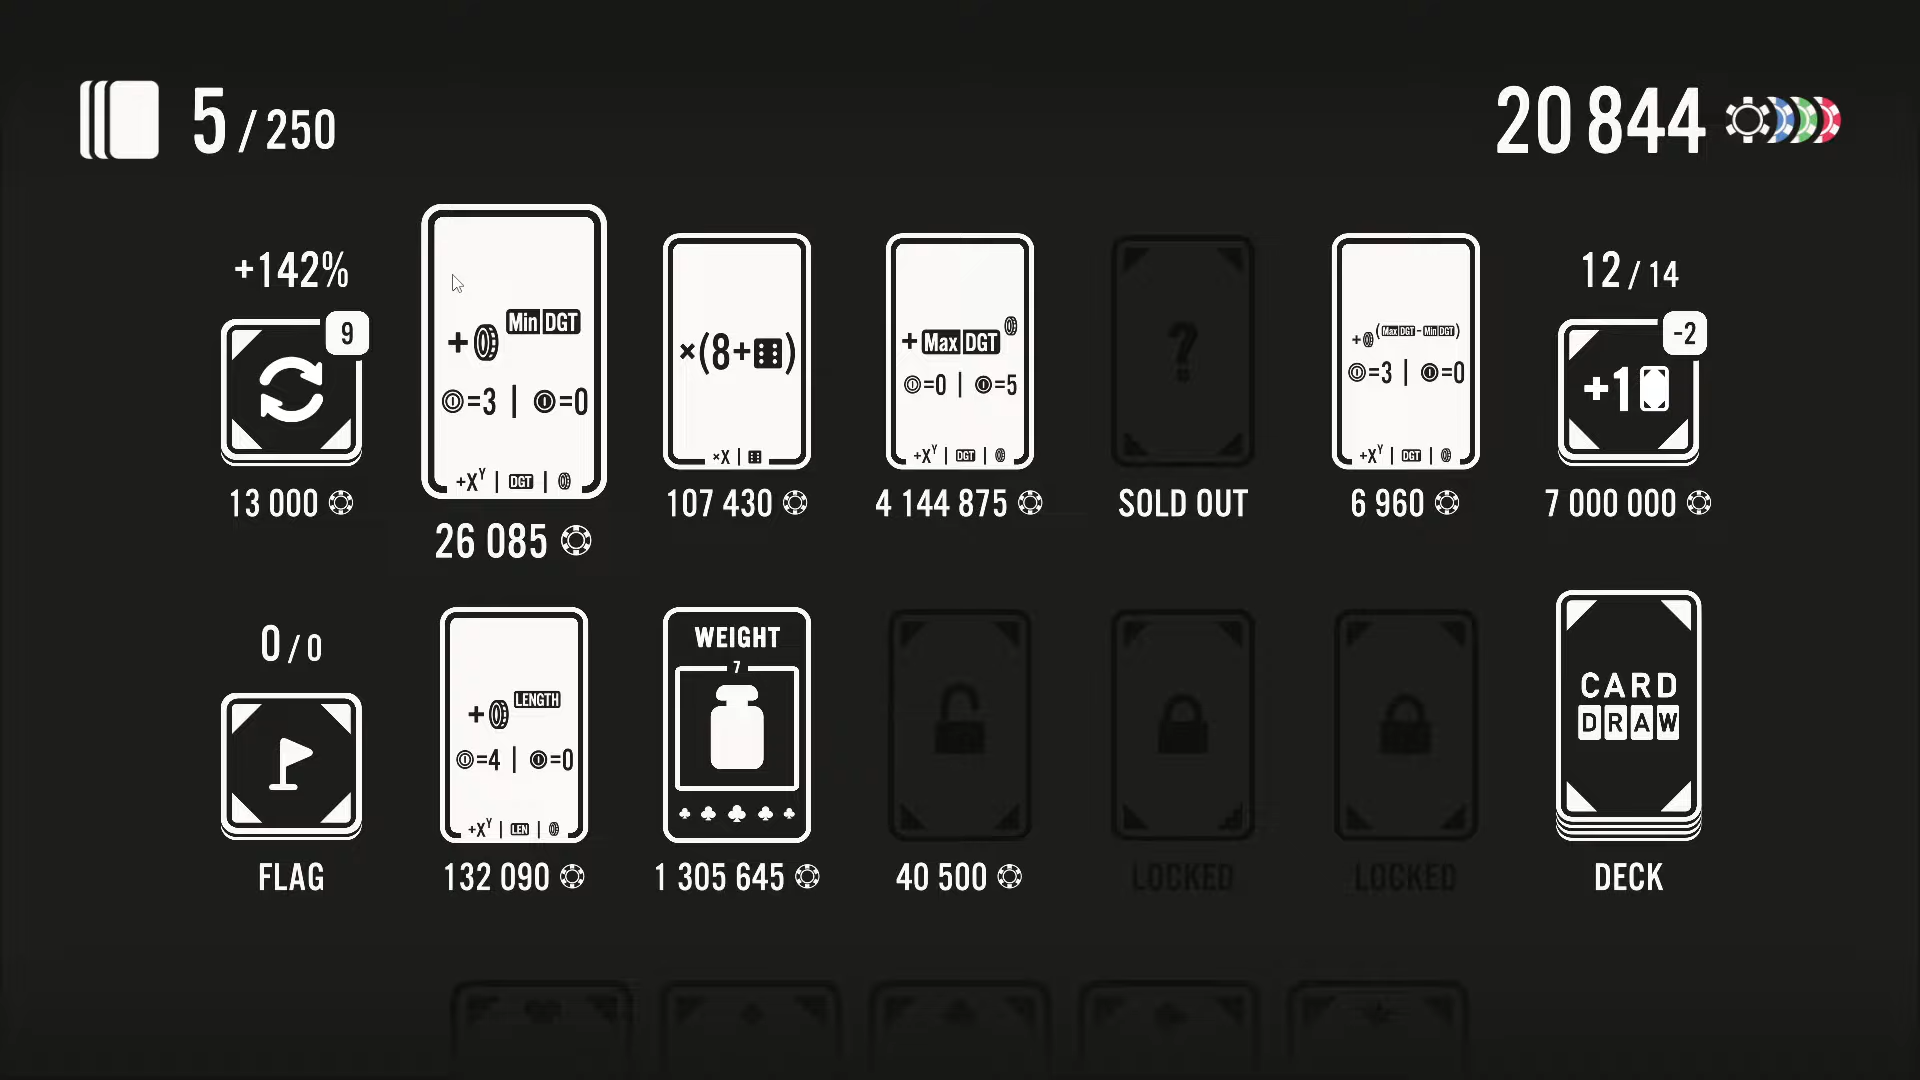 5 / 250
20 844
+142%
9
13 000
+ Min DGT
=3 | =0
+X^Y | DGT |
26 085
×(8+ )
×X |
107 430
+ Max DGT
=0 | =5
+X^Y | DGT |
4 144 875
?
SOLD OUT
+ (Max DGT - Min DGT)
=3 | =0
+X^Y | DGT |
6 960
12 / 14
-2
+1
7 000 000
0 / 0
FLAG
+ LENGTH
=4 | =0
+X^Y | LEN |
132 090
WEIGHT
7
1 305 645
40 500
LOCKED
LOCKED
CARD
DRAW
DECK